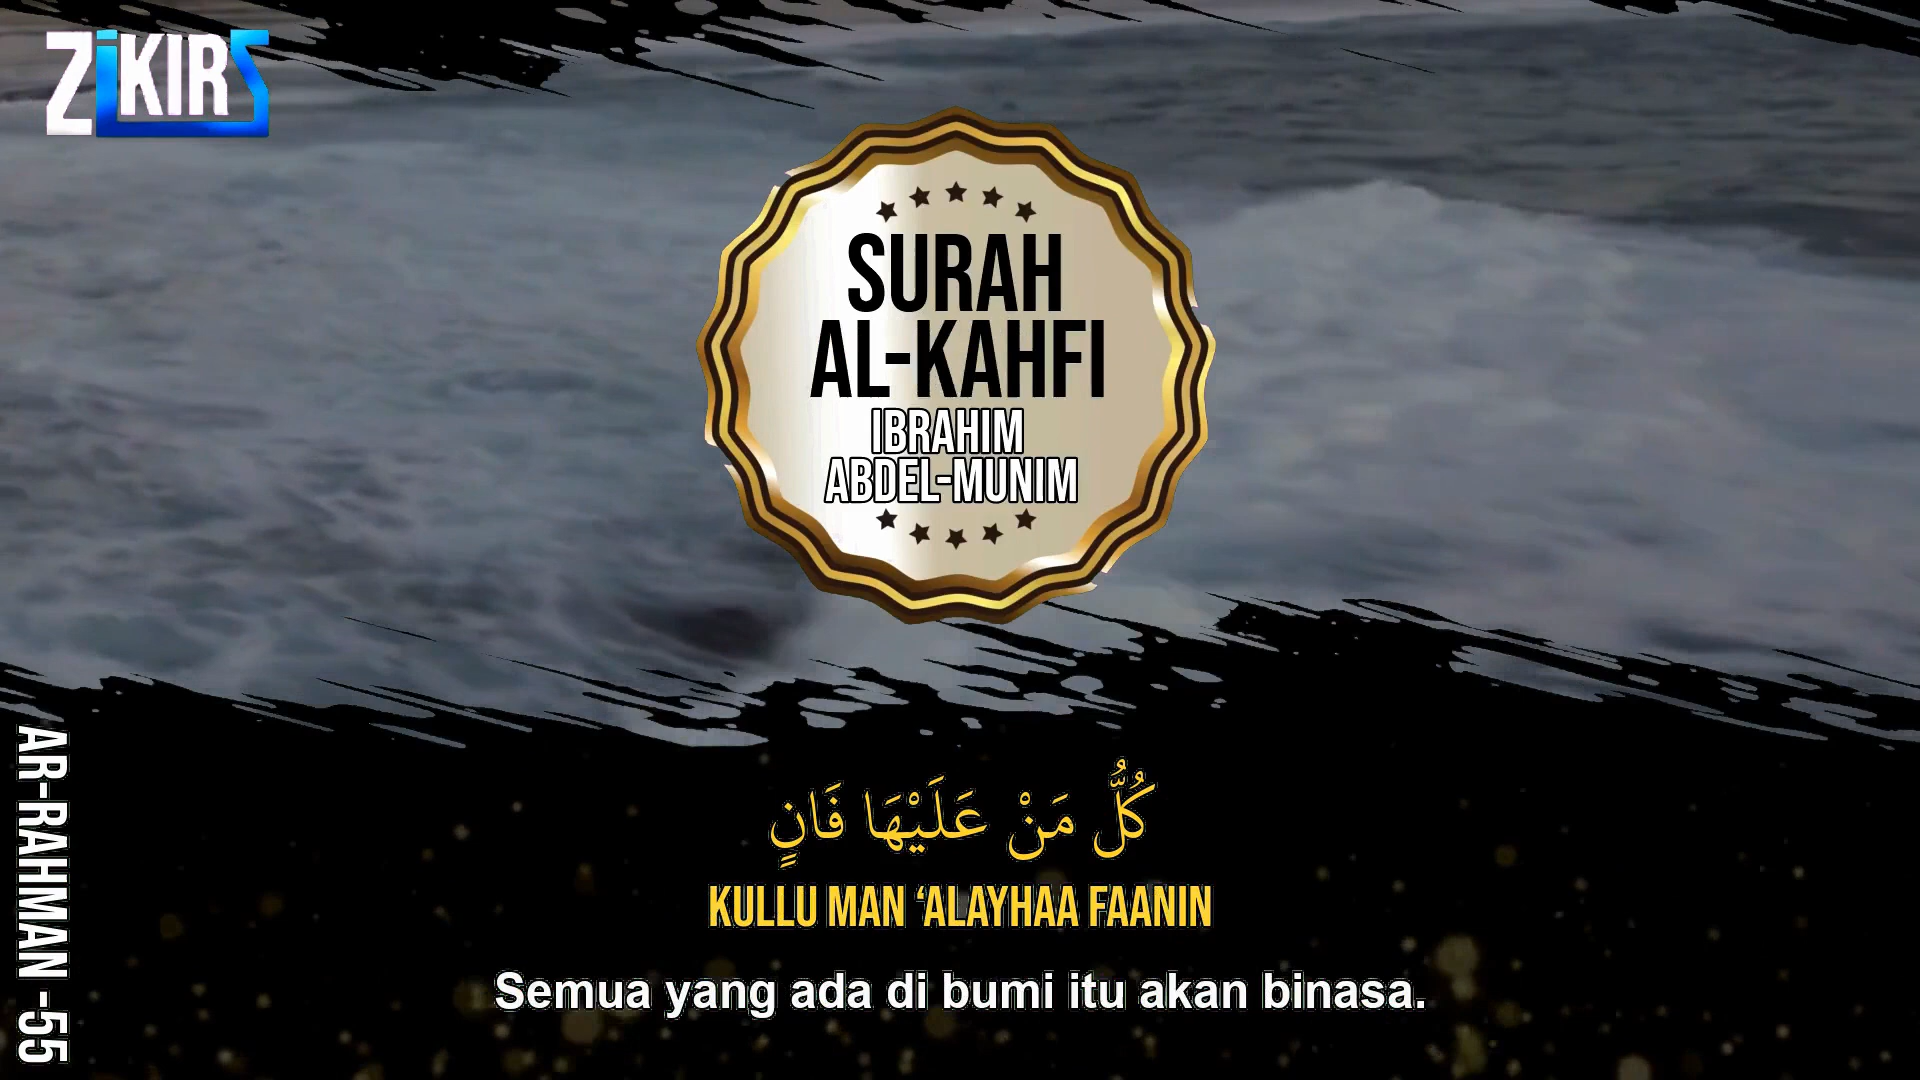 ZiKIRS
SURAH
AL-KAHFI
IBRAHIM
ABDEL-MUNIM
AR-RAHMAN -55
كُلُّ مَنْ عَلَيْهَا فَانٍ
KULLU MAN ‘ALAYHAA FAANIN
Semua yang ada di bumi itu akan binasa.